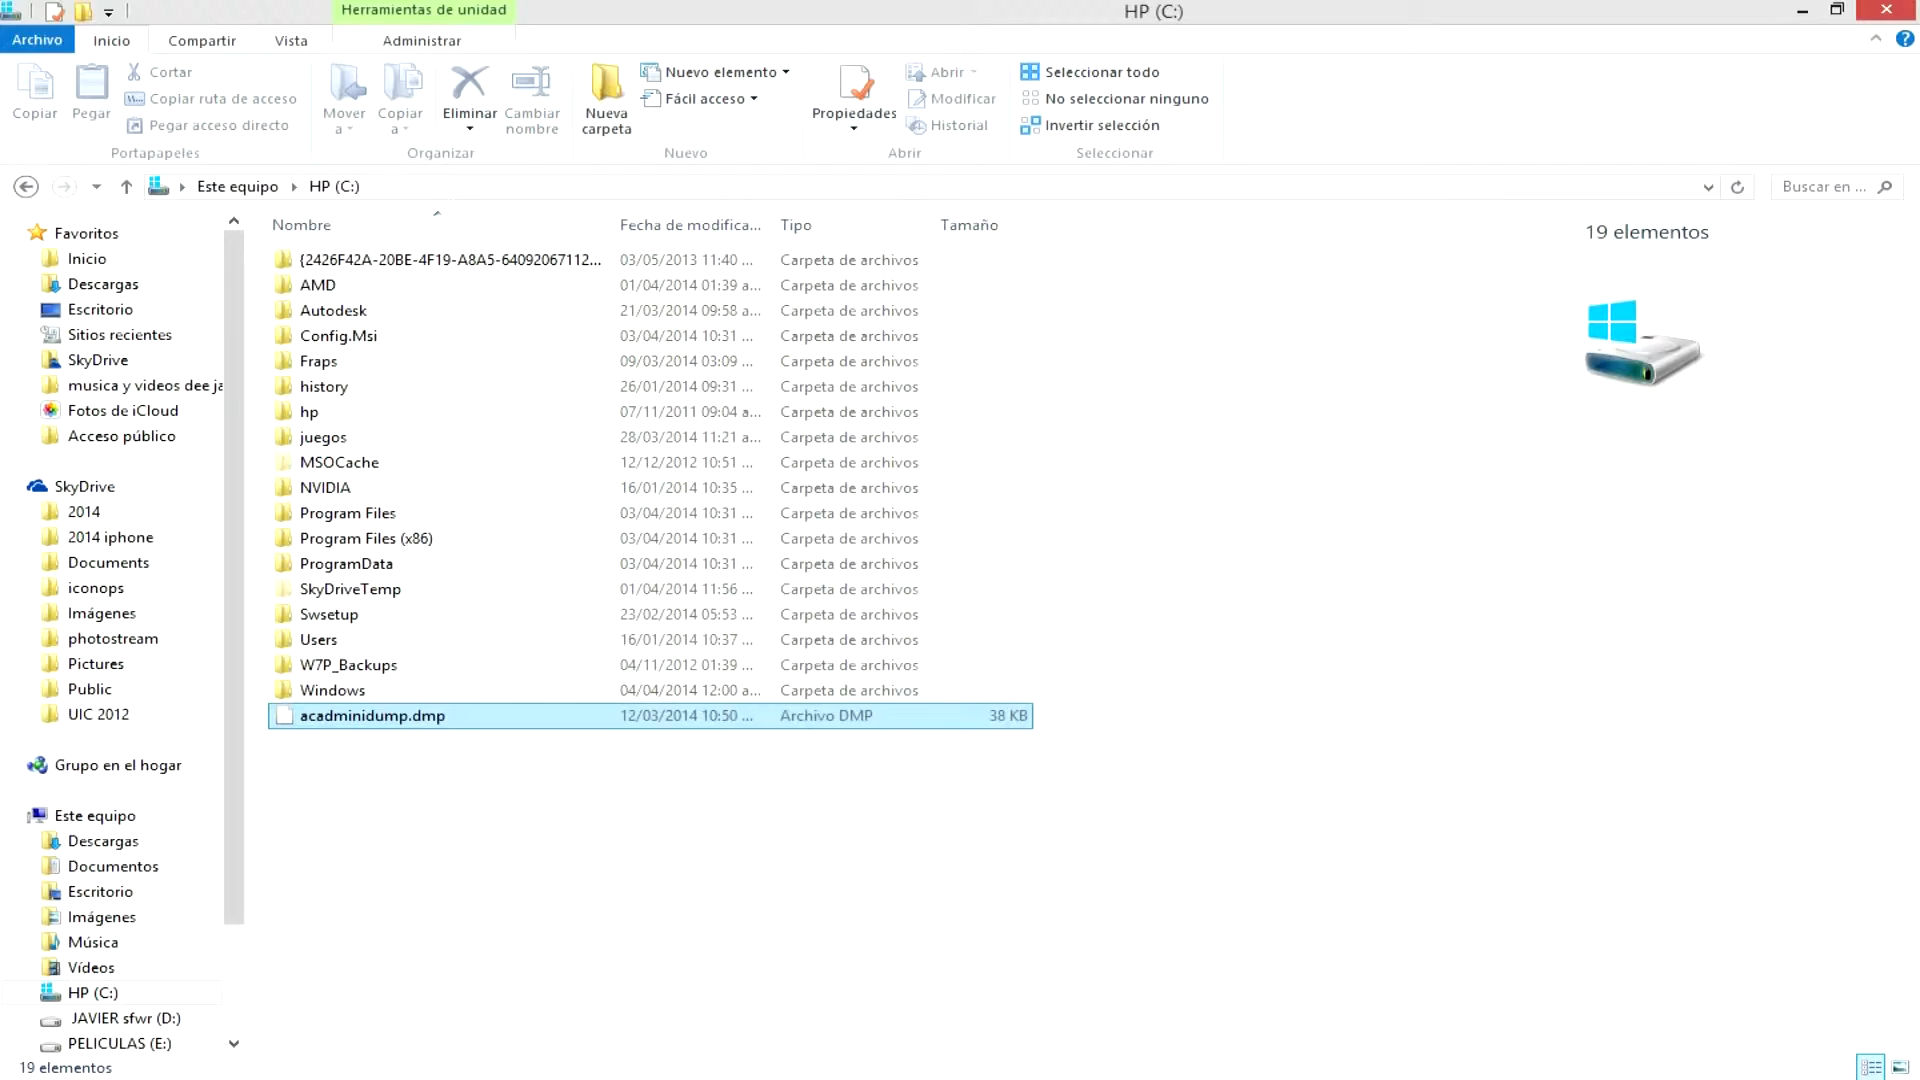 Herramientas de unidad
HP (C:)
Archivo
Inicio
Compartir
Vista
Administrar
Copiar
Pegar
Cortar
Copiar ruta de acceso
Pegar acceso directo
Portapapeles
Mover a
Copiar a
Eliminar
Cambiar nombre
Organizar
Nueva carpeta
Nuevo elemento
Fácil acceso
Nuevo
Propiedades
Abrir
Modificar
Historial
Abrir
Seleccionar todo
No seleccionar ninguno
Invertir selección
Seleccionar
Este equipo
HP (C:)
Buscar en ...
Favoritos
Inicio
Descargas
Escritorio
Sitios recientes
SkyDrive
musica y videos dee ja
Fotos de iCloud
Acceso público
SkyDrive
2014
2014 iphone
Documents
iconops
Imágenes
photostream
Pictures
Public
UIC 2012
Grupo en el hogar
Este equipo
Descargas
Documentos
Escritorio
Imágenes
Música
Vídeos
HP (C:)
JAVIER sfwr (D:)
PELICULAS (E:)
19 elementos
Nombre Fecha de modifica... Tipo Tamaño
{2426F42A-20BE-4F19-A8A5-64092067112... 03/05/2013 11:40 ... Carpeta de archivos
AMD 01/04/2014 01:39 a... Carpeta de archivos
Autodesk 21/03/2014 09:58 a... Carpeta de archivos
Config.Msi 03/04/2014 10:31 ... Carpeta de archivos
Fraps 09/03/2014 03:09 ... Carpeta de archivos
history 26/01/2014 09:31 ... Carpeta de archivos
hp 07/11/2011 09:04 a... Carpeta de archivos
juegos 28/03/2014 11:21 a... Carpeta de archivos
MSOCache 12/12/2012 10:51 ... Carpeta de archivos
NVIDIA 16/01/2014 10:35 ... Carpeta de archivos
Program Files 03/04/2014 10:31 ... Carpeta de archivos
Program Files (x86) 03/04/2014 10:31 ... Carpeta de archivos
ProgramData 03/04/2014 10:31 ... Carpeta de archivos
SkyDriveTemp 01/04/2014 11:56 ... Carpeta de archivos
Swsetup 23/02/2014 05:53 ... Carpeta de archivos
Users 16/01/2014 10:37 ... Carpeta de archivos
W7P_Backups 04/11/2012 01:39 ... Carpeta de archivos
Windows 04/04/2014 12:00 a... Carpeta de archivos
acadminidump.dmp 12/03/2014 10:50 ... Archivo DMP 38 KB
19 elementos